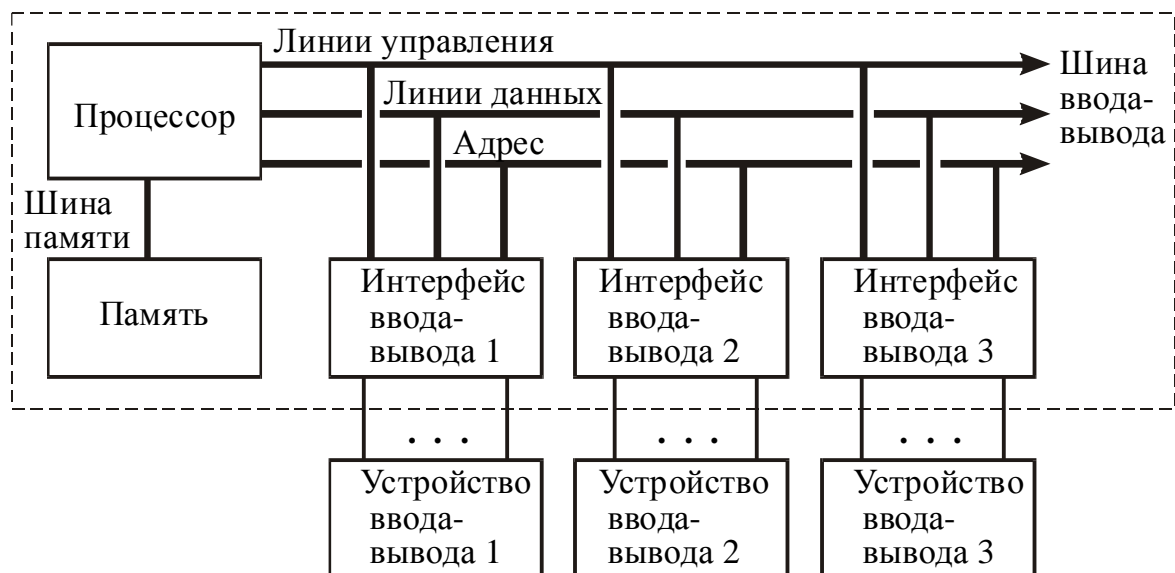 Линии управления
Шина
ввода-
вывода
Процессор
Линии данных
Адрес
Шина
памяти
Память
Интерфейс
ввода-
вывода 1
Интерфейс
ввода-
вывода 2
Интерфейс
ввода-
вывода 3
. . .
. . .
. . .
Устройство
ввода-
вывода 1
Устройство
ввода-
вывода 2
Устройство
ввода-
вывода 3